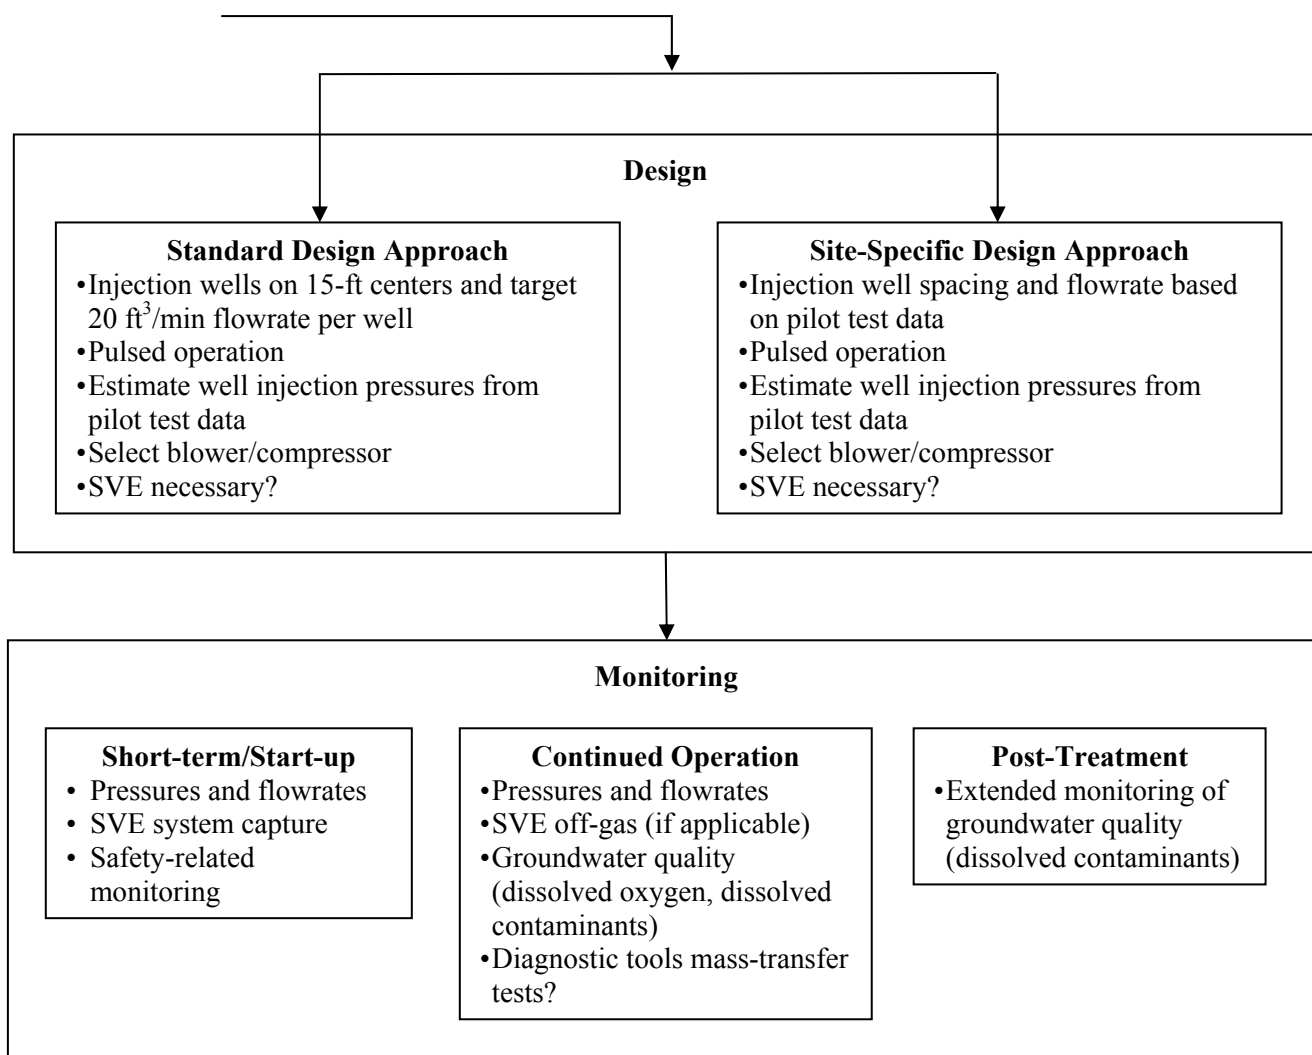 Design
Standard Design Approach
•Injection wells on 15-ft centers and target
20 ft³/min flowrate per well
•Pulsed operation
•Estimate well injection pressures from
pilot test data
•Select blower/compressor
•SVE necessary?
Site-Specific Design Approach
•Injection well spacing and flowrate based
on pilot test data
•Pulsed operation
•Estimate well injection pressures from
pilot test data
•Select blower/compressor
•SVE necessary?
Monitoring
Short-term/Start-up
• Pressures and flowrates
• SVE system capture
• Safety-related
monitoring
Continued Operation
•Pressures and flowrates
•SVE off-gas (if applicable)
•Groundwater quality
(dissolved oxygen, dissolved
contaminants)
•Diagnostic tools mass-transfer
tests?
Post-Treatment
•Extended monitoring of
groundwater quality
(dissolved contaminants)